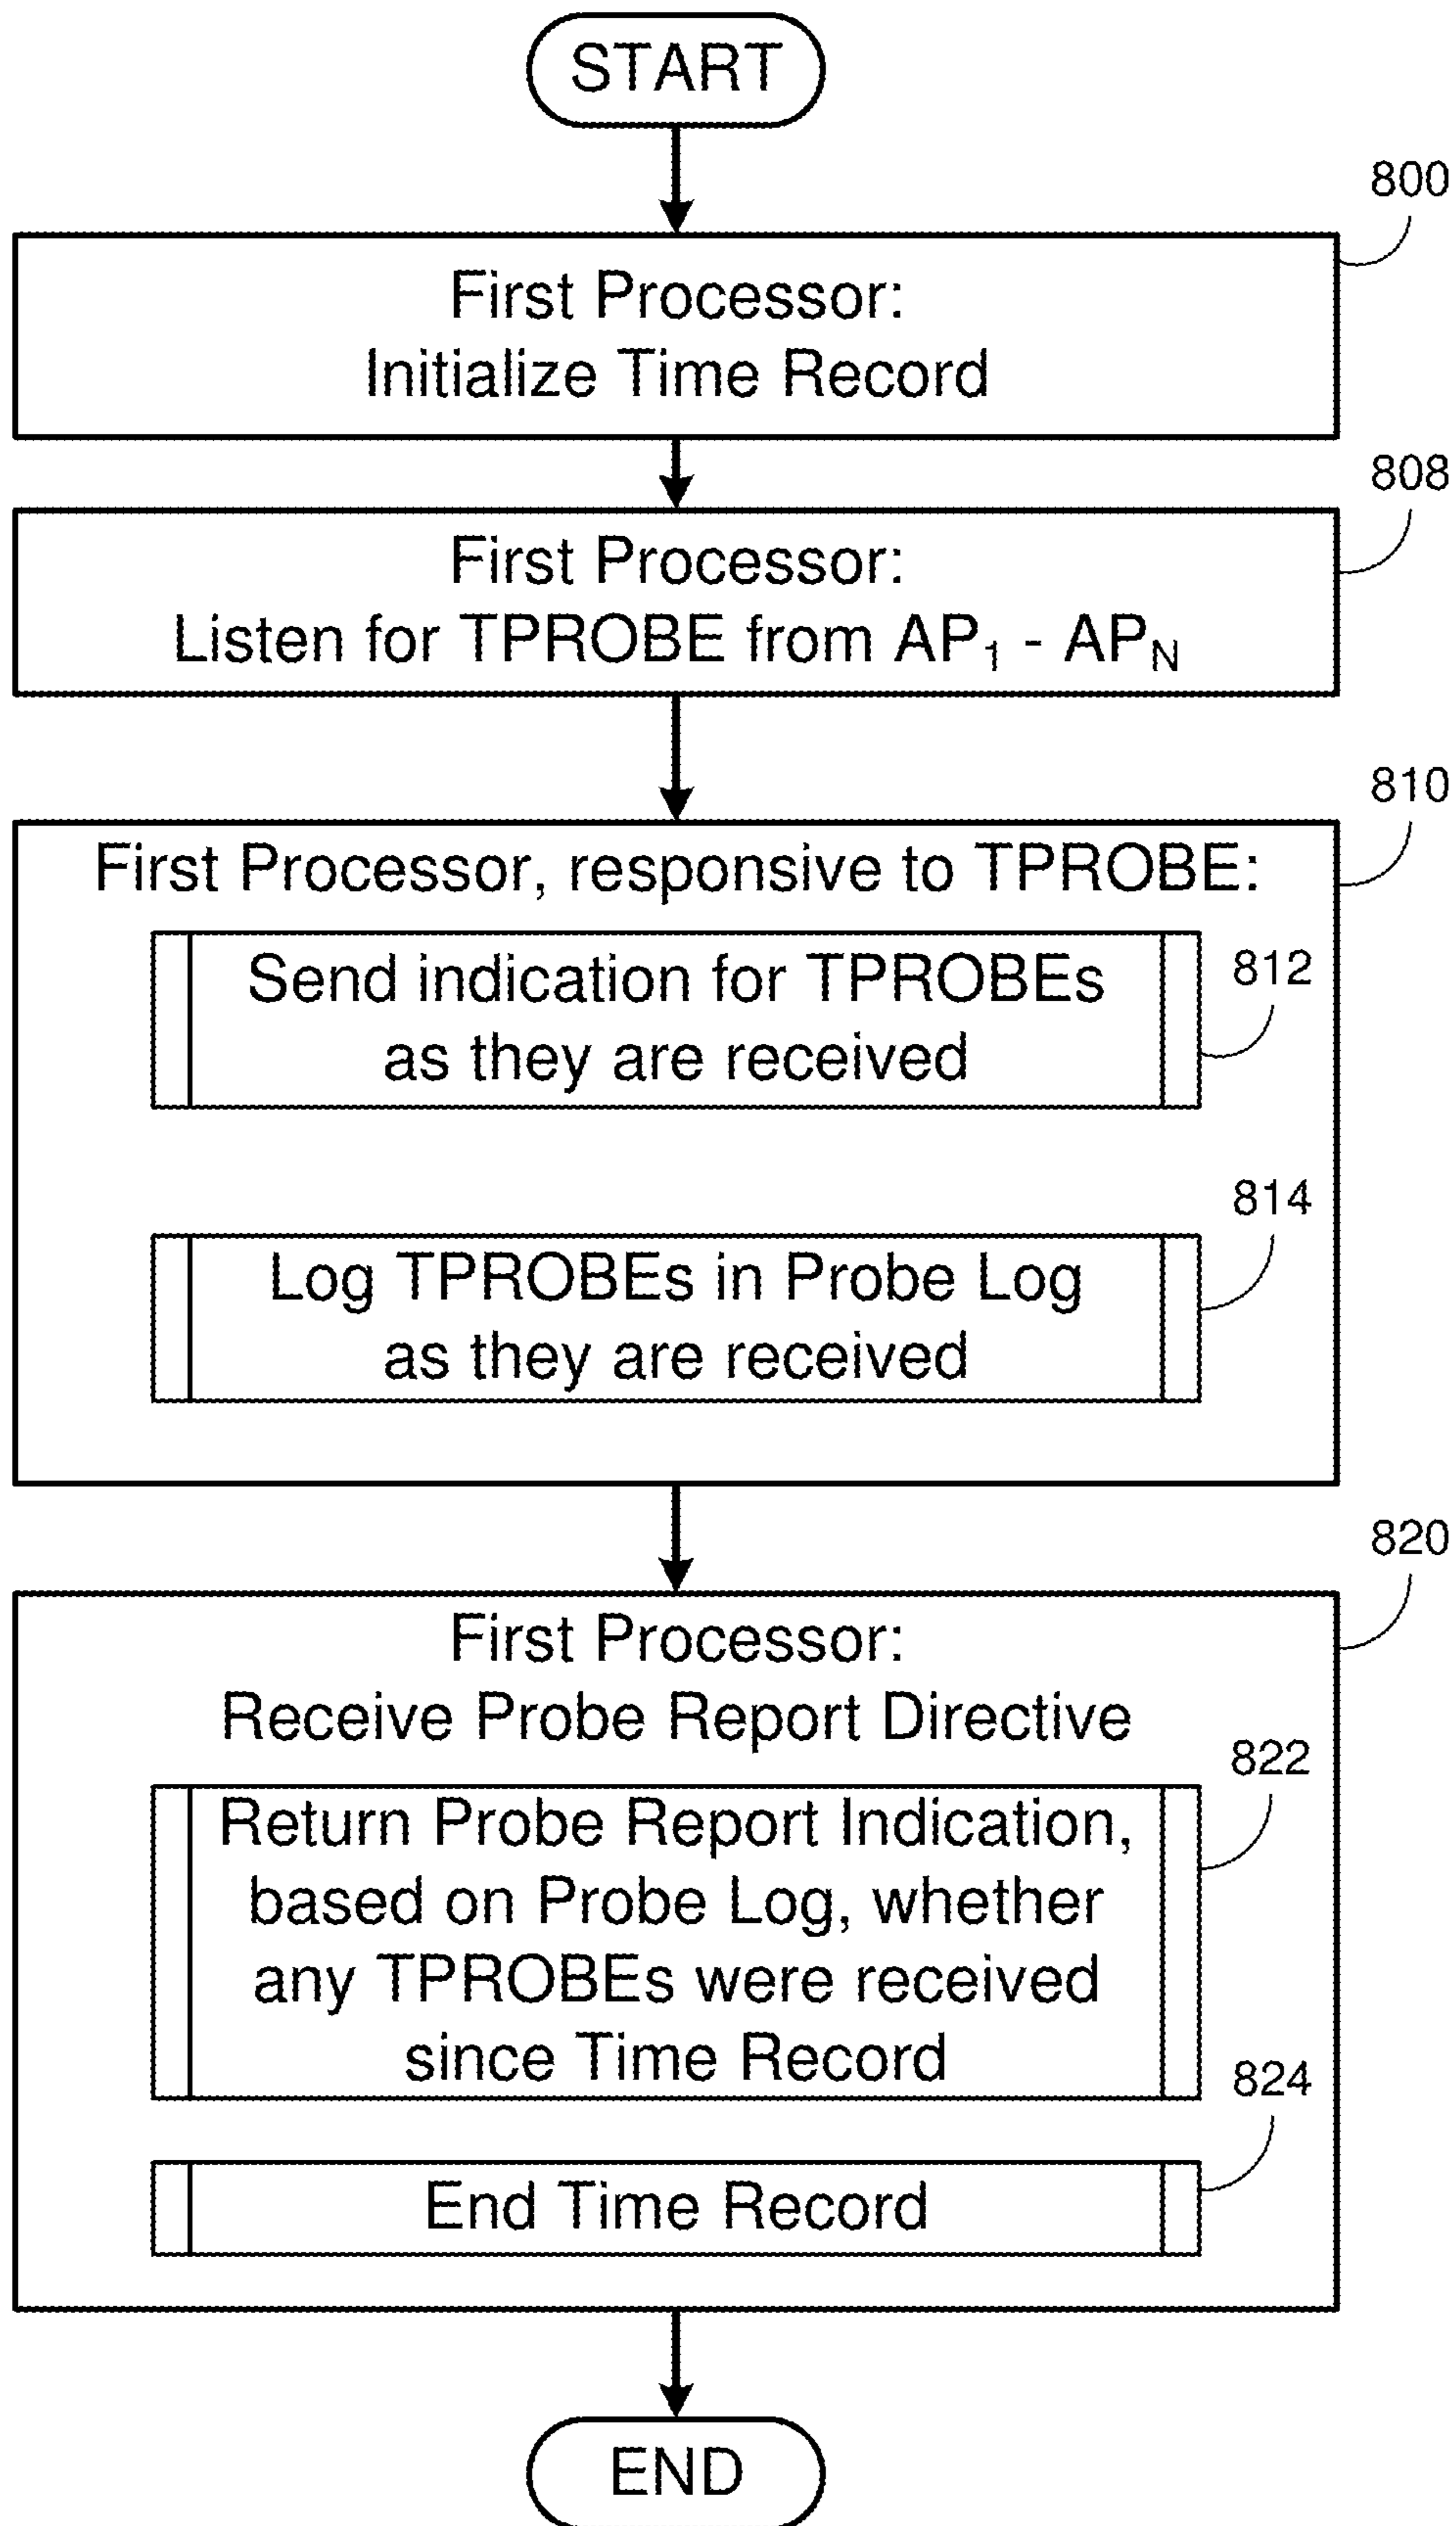 START
800
First Processor:
Initialize Time Record
808
First Processor:
Listen for TPROBE from AP₁ - AP_N
810
First Processor, responsive to TPROBE:
812
Send indication for TPROBEs
as they are received
814
Log TPROBEs in Probe Log
as they are received
820
First Processor:
Receive Probe Report Directive
822
Return Probe Report Indication,
based on Probe Log, whether
any TPROBEs were received
since Time Record
824
End Time Record
END